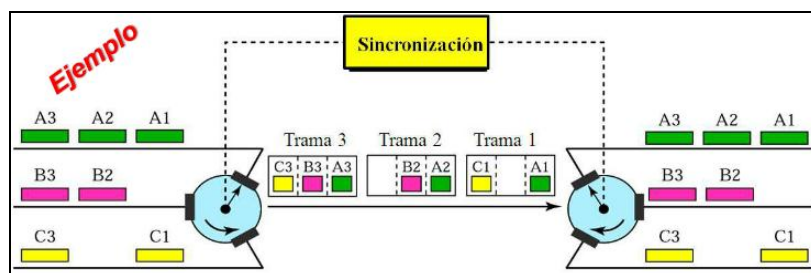 Ejemplo
Sincronización
A3 A2 A1
B3 B2
C3 C1
Trama 3 Trama 2 Trama 1
C3 B3 A3 B2 A2 C1 A1
A3 A2 A1
B3 B2
C3 C1